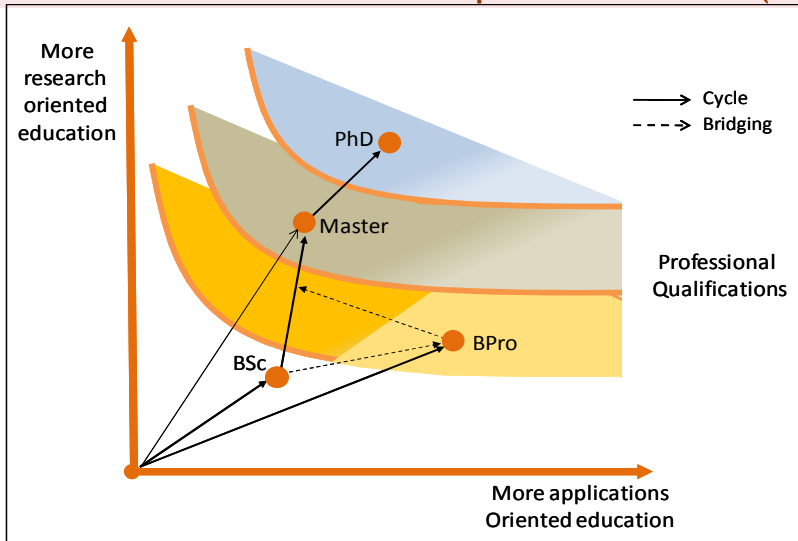 More
research
oriented
education
PhD
Cycle
Bridging
Master
Professional
Qualifications
BSc
BPro
More applications
Oriented education